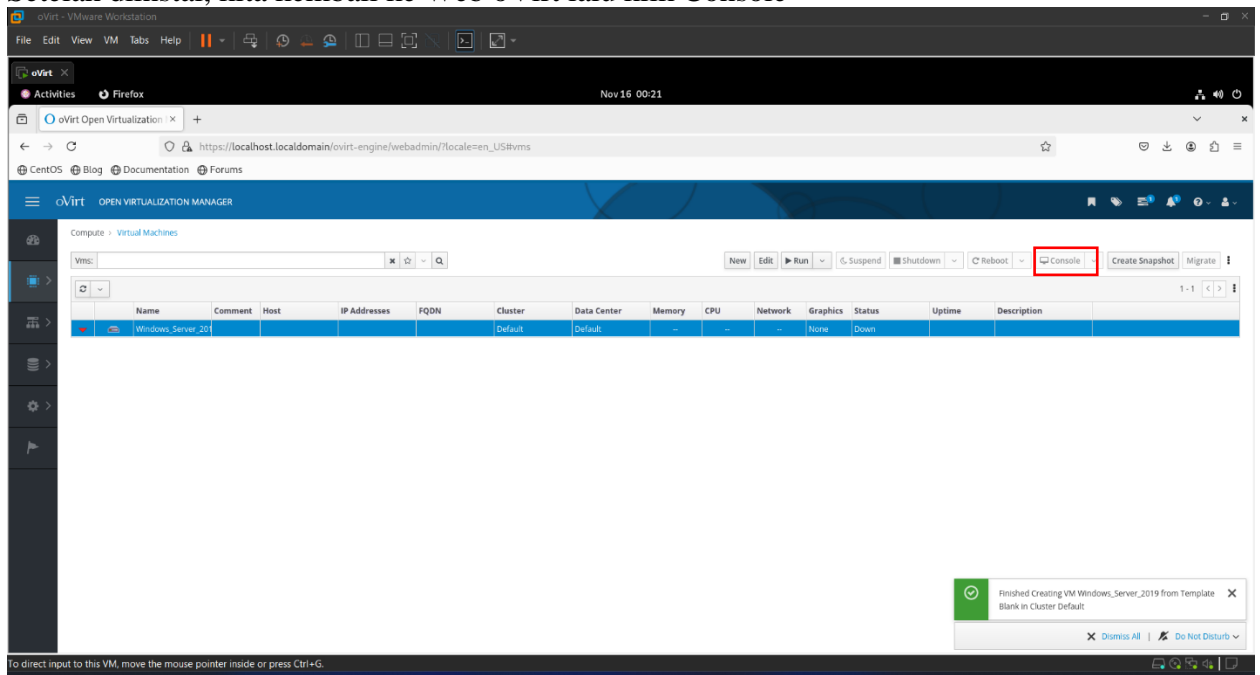 oVirt - VMware Workstation
File Edit View VM Tabs Help
oVirt
Activities Firefox Nov 16 00:21
oVirt Open Virtualization
https://localhost.localdomain/ovirt-engine/webadmin/?locale=en_US#vms
CentOS Blog Documentation Forums
oVirt OPEN VIRTUALIZATION MANAGER
Compute > Virtual Machines
Vms: New Edit Run Suspend Shutdown Reboot Console Create Snapshot Migrate
1-1
Name Comment Host IP Addresses FQDN Cluster Data Center Memory CPU Network Graphics Status Uptime Description
Windows_Server_201 Default Default -- -- -- None Down
Finished Creating VM Windows_Server_2019 from Template
Blank in Cluster Default
Dismiss All | Do Not Disturb
To direct input to this VM, move the mouse pointer inside or press Ctrl+G.